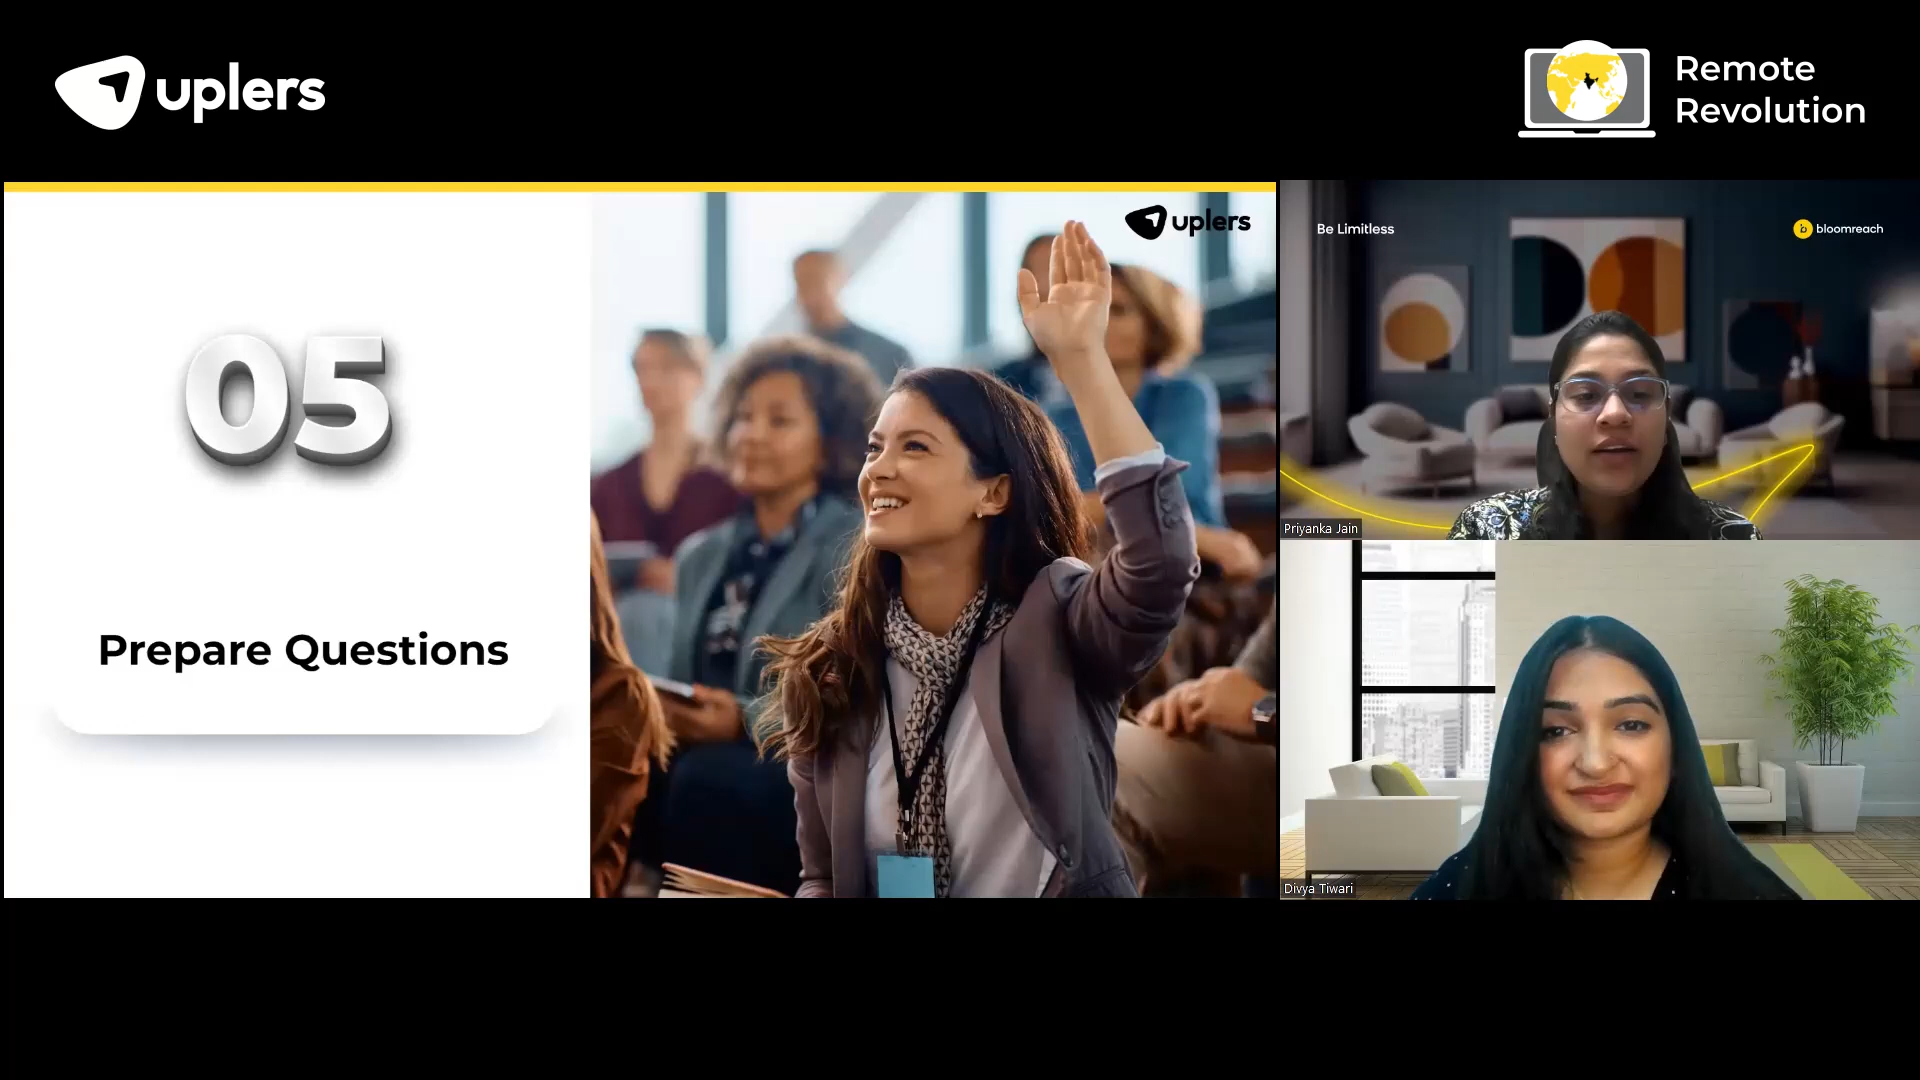 uplers
Remote
Revolution
uplers
05
Prepare Questions
Be Limitless
bloomreach
Priyanka Jain
Divya Tiwari